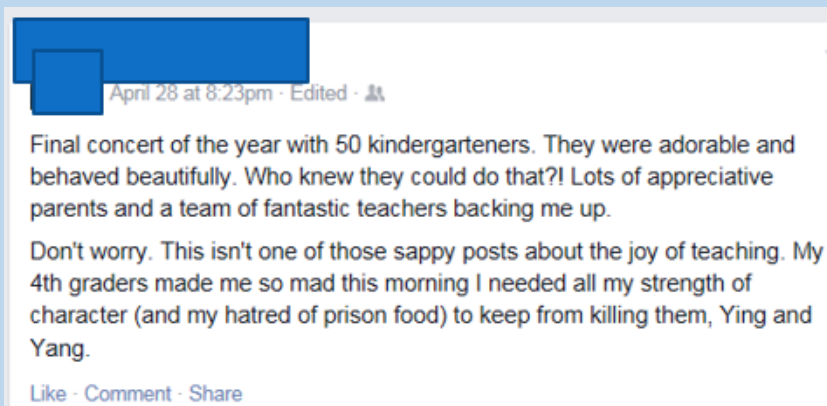 April 28 at 8:23pm · Edited ·
Final concert of the year with 50 kindergarteners. They were adorable and
behaved beautifully. Who knew they could do that?! Lots of appreciative
parents and a team of fantastic teachers backing me up.
Don't worry. This isn't one of those sappy posts about the joy of teaching. My
4th graders made me so mad this morning I needed all my strength of
character (and my hatred of prison food) to keep from killing them, Ying and
Yang.
Like · Comment · Share